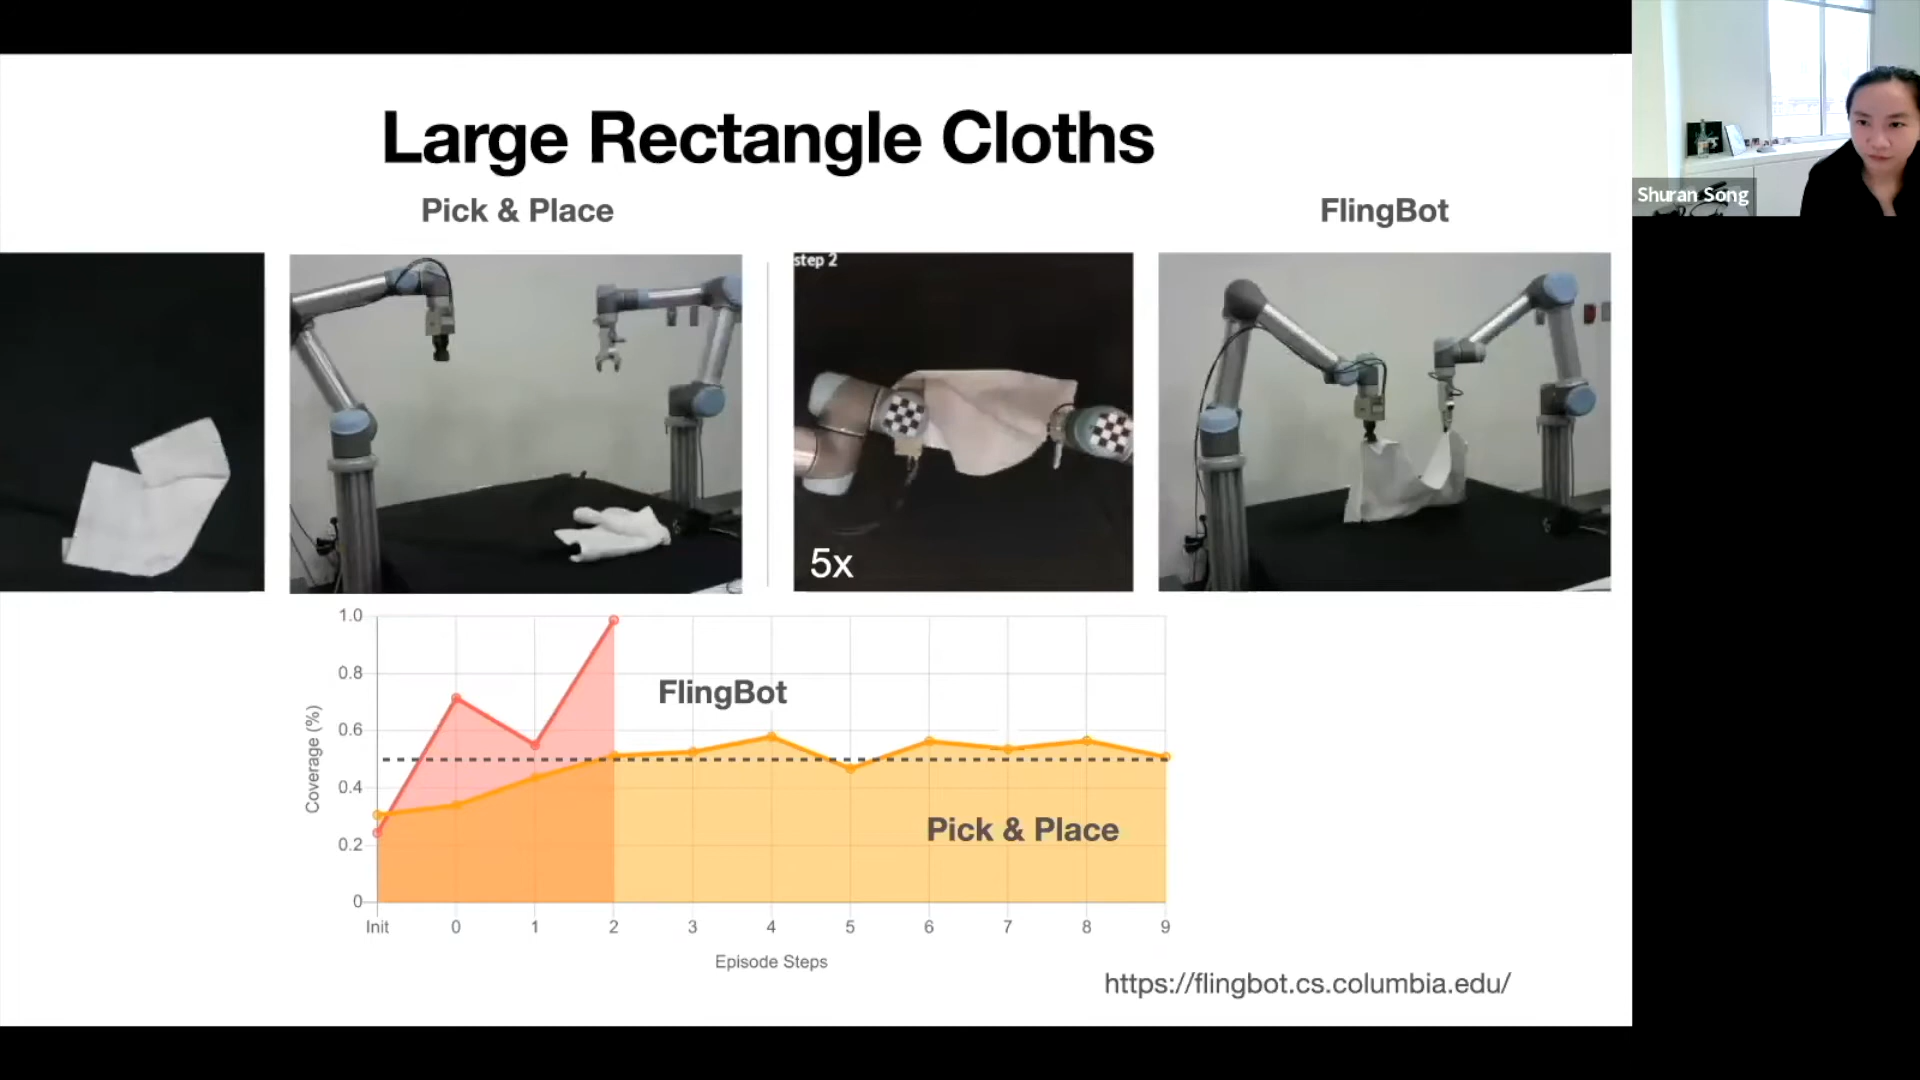 Large Rectangle Cloths
Pick & Place
FlingBot
Shuran Song
step 2
5x
1.0
0.8
0.6
0.4
0.2
0
Coverage (%)
FlingBot
Pick & Place
Init 0 1 2 3 4 5 6 7 8 9
Episode Steps
https://flingbot.cs.columbia.edu/